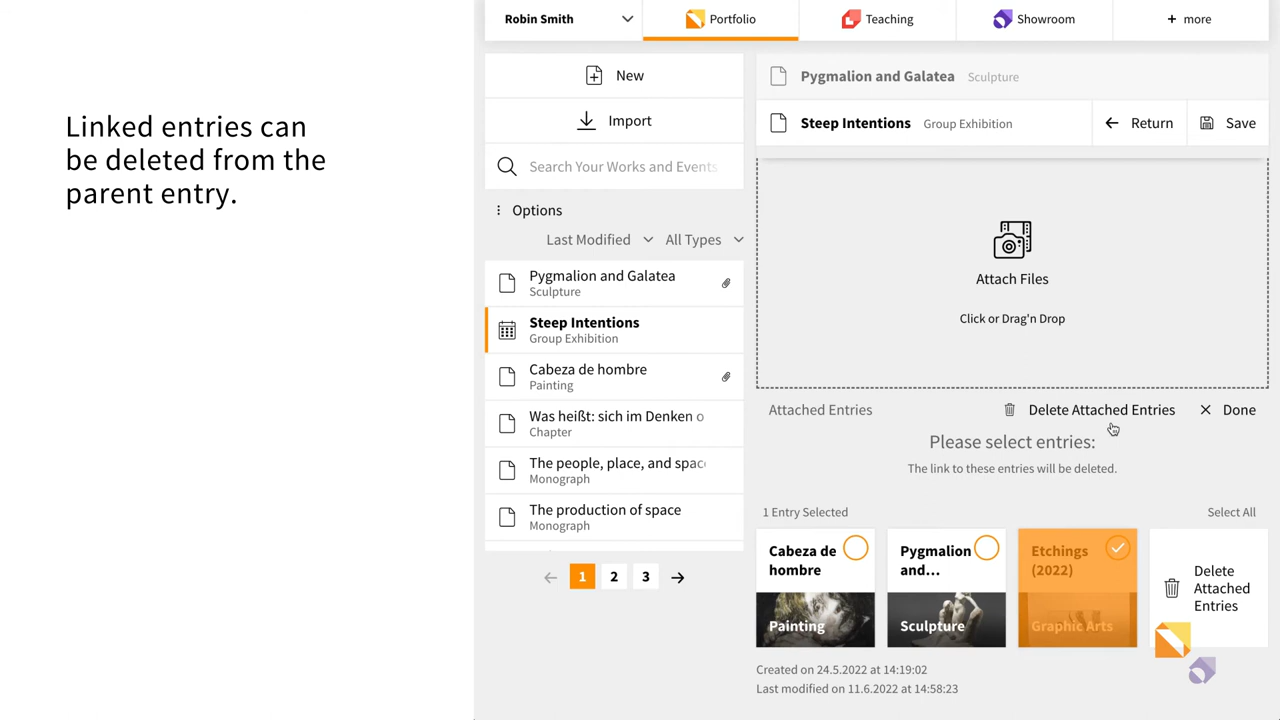 Linked entries can
be deleted from the
parent entry.
Robin Smith
Portfolio
Teaching
Showroom
+ more
New
Import
Search Your Works and Events
Options
Last Modified
All Types
Pygmalion and Galatea
Sculpture
Steep Intentions
Group Exhibition
Cabeza de hombre
Painting
Was heißt: sich im Denken o
Chapter
The people, place, and spac
Monograph
The production of space
Monograph
1 2 3
Pygmalion and Galatea Sculpture
Steep Intentions Group Exhibition
Return
Save
Attach Files
Click or Drag'n Drop
Attached Entries
Delete Attached Entries
Done
Please select entries:
The link to these entries will be deleted.
1 Entry Selected
Select All
Cabeza de
hombre
Painting
Pygmalion
and...
Sculpture
Etchings
(2022)
Graphic Arts
Delete
Attached
Entries
Created on 24.5.2022 at 14:19:02
Last modified on 11.6.2022 at 14:58:23